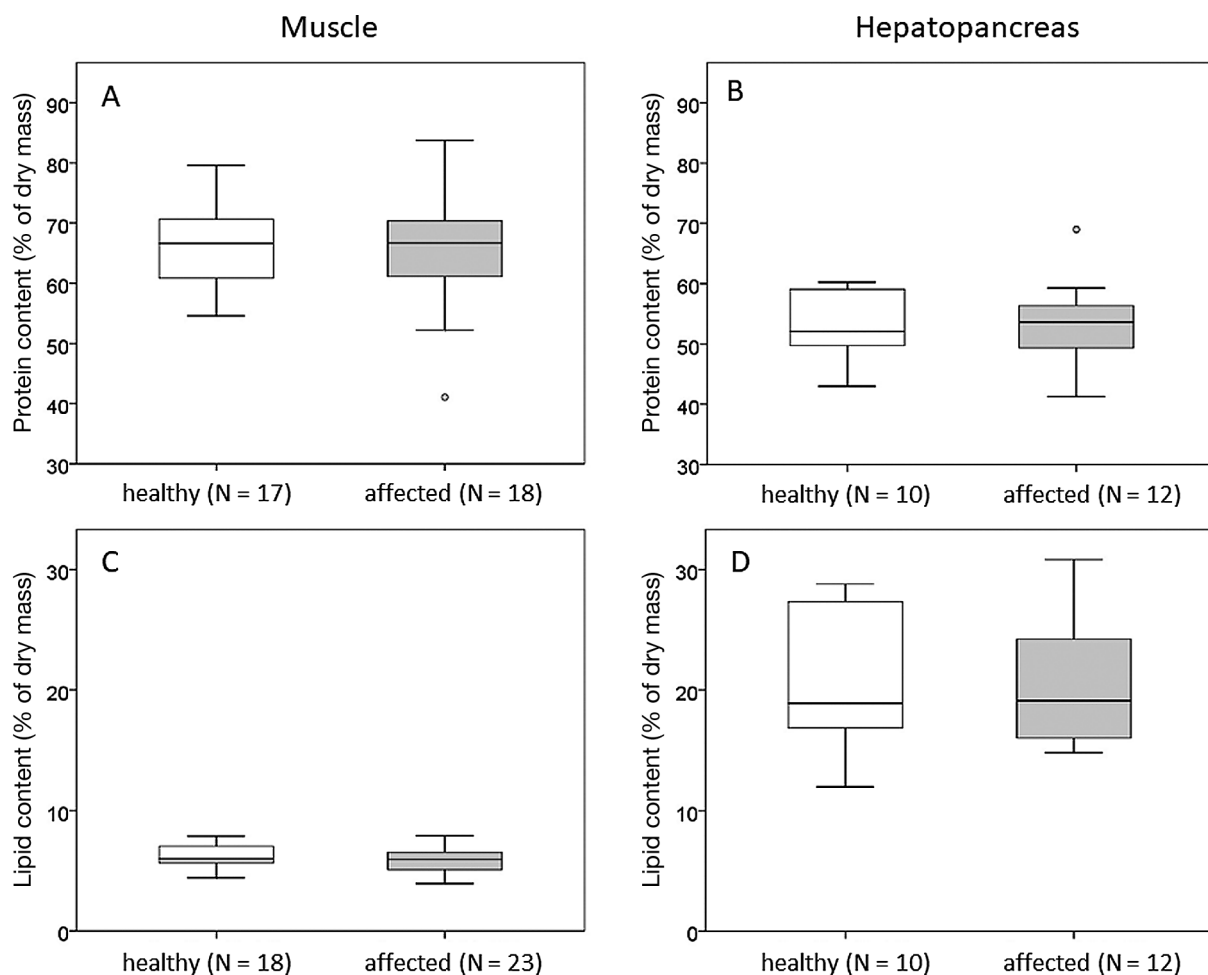 Muscle
Hepatopancreas
A
Protein content (% of dry mass)
90
80
70
60
50
40
30
healthy (N = 17)
affected (N = 18)
B
Protein content (% of dry mass)
90
80
70
60
50
40
30
healthy (N = 10)
affected (N = 12)
C
Lipid content (% of dry mass)
30
20
10
0
healthy (N = 18)
affected (N = 23)
D
Lipid content (% of dry mass)
30
20
10
0
healthy (N = 10)
affected (N = 12)